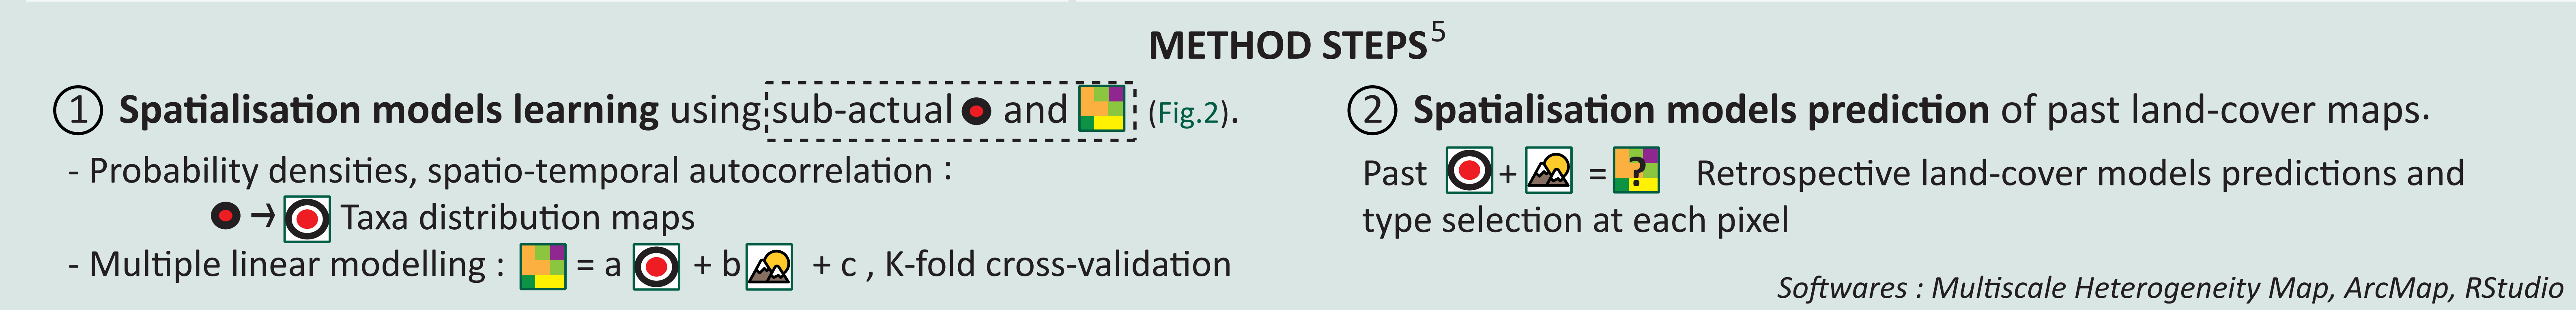 METHOD STEPS5
1 Spatialisation models learning using sub-actual and (Fig.2).
- Probability densities, spatio-temporal autocorrelation :
→ Taxa distribution maps
- Multiple linear modelling : = a + b + c , K-fold cross-validation
2 Spatialisation models prediction of past land-cover maps.
Past + = ? Retrospective land-cover models predictions and
type selection at each pixel
Softwares : Multiscale Heterogeneity Map, ArcMap, RStudio